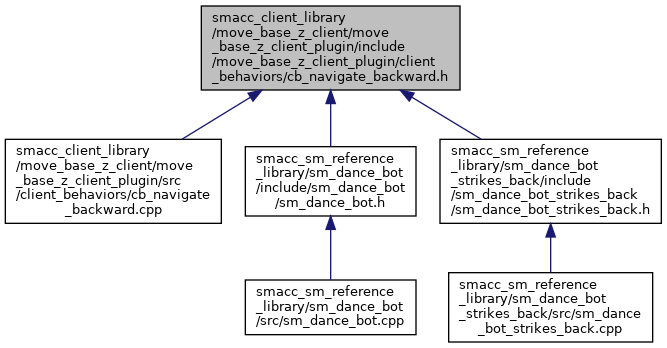 smacc_client_library
/move_base_z_client/move
_base_z_client_plugin/include
/move_base_z_client_plugin/client
_behaviors/cb_navigate_backward.h
smacc_client_library
/move_base_z_client/move
_base_z_client_plugin/src
/client_behaviors/cb_navigate
_backward.cpp
smacc_sm_reference
_library/sm_dance_bot
/include/sm_dance_bot
/sm_dance_bot.h
smacc_sm_reference
_library/sm_dance_bot
_strikes_back/include
/sm_dance_bot_strikes_back
/sm_dance_bot_strikes_back.h
smacc_sm_reference
_library/sm_dance_bot
/src/sm_dance_bot.cpp
smacc_sm_reference
_library/sm_dance_bot
_strikes_back/src/sm_dance
_bot_strikes_back.cpp